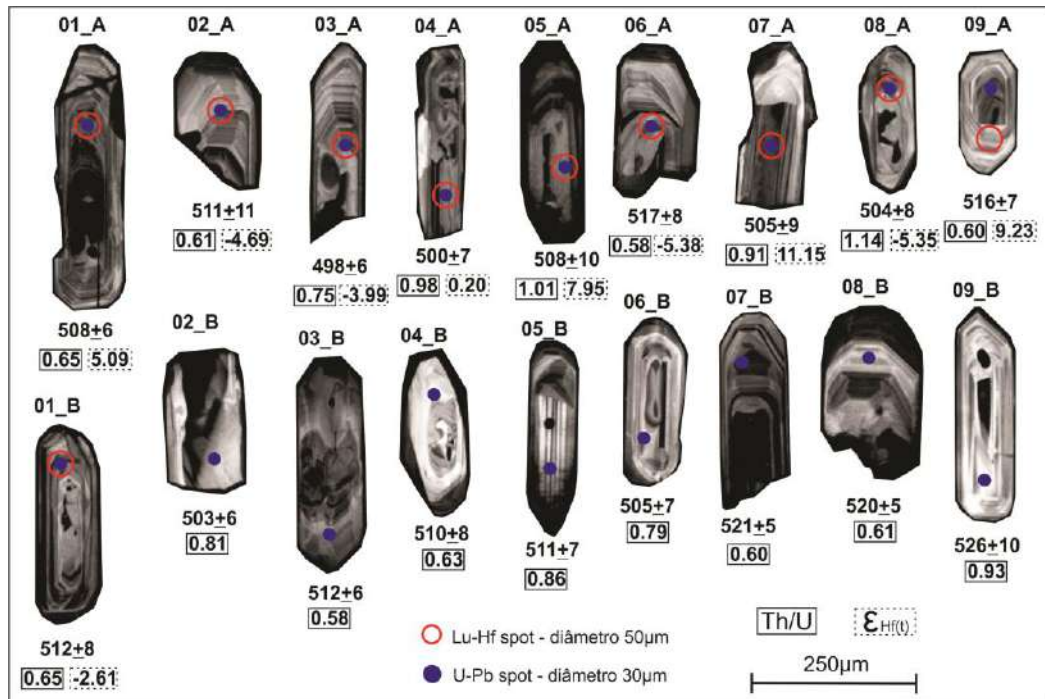 01_A
02_A
03_A
04_A
05_A
06_A
07_A
08_A
09_A
508±6
0.65 5.09
511±11
0.61 -4.69
498±6
0.75 -3.99
500±7
0.98 0.20
508±10
1.01 7.95
517±8
0.58 -5.38
505±9
0.91 11.15
504±8
1.14 -5.35
516±7
0.60 9.23
01_B
02_B
03_B
04_B
05_B
06_B
07_B
08_B
09_B
512±8
0.65 -2.61
503±6
0.81
512±6
0.58
510±8
0.63
511±7
0.86
505±7
0.79
521±5
0.60
520±5
0.61
526±10
0.93
Lu-Hf spot - diâmetro 50µm
U-Pb spot - diâmetro 30µm
Th/U
εHf(t)
250µm